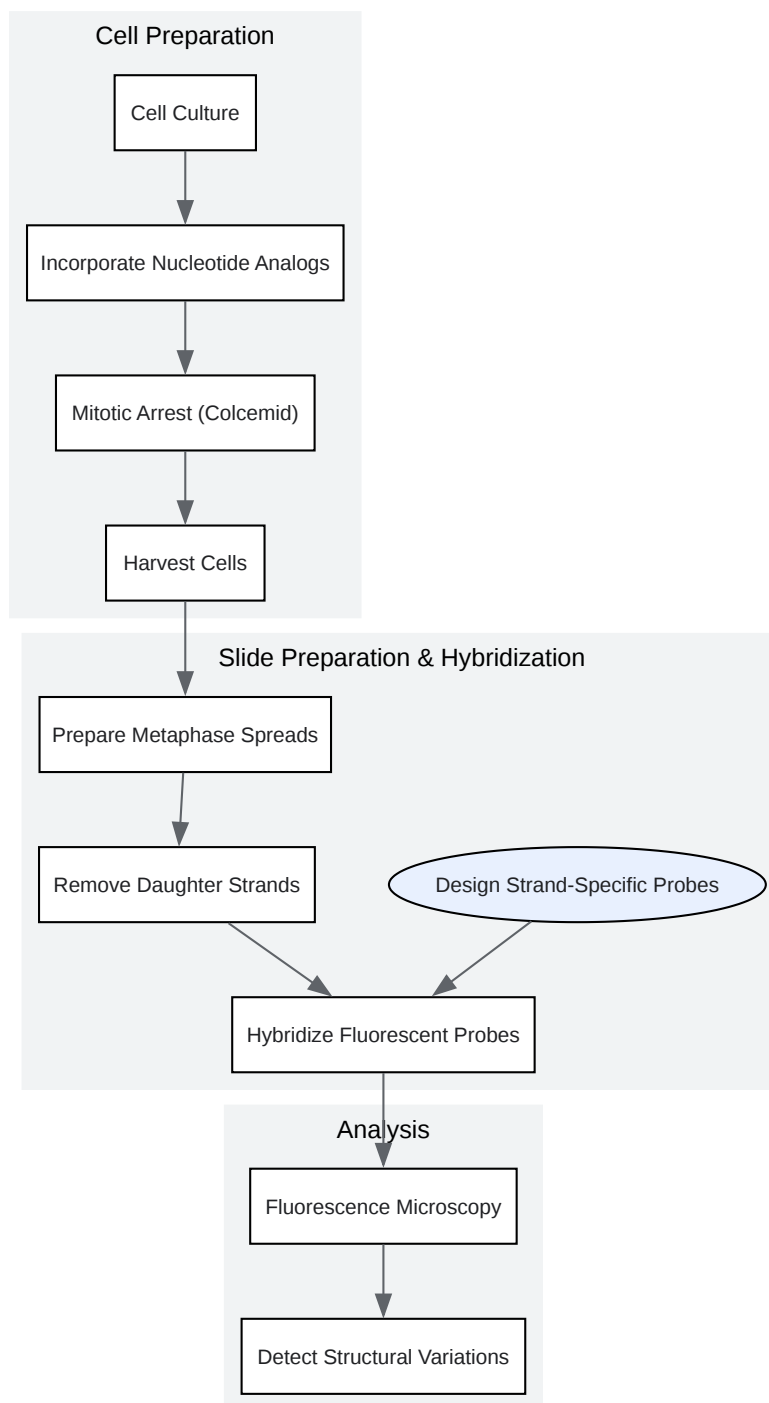 Cell Preparation
Cell Culture
Incorporate Nucleotide Analogs
Mitotic Arrest (Colcemid)
Harvest Cells
Slide Preparation & Hybridization
Prepare Metaphase Spreads
Remove Daughter Strands
Design Strand-Specific Probes
Hybridize Fluorescent Probes
Analysis
Fluorescence Microscopy
Detect Structural Variations